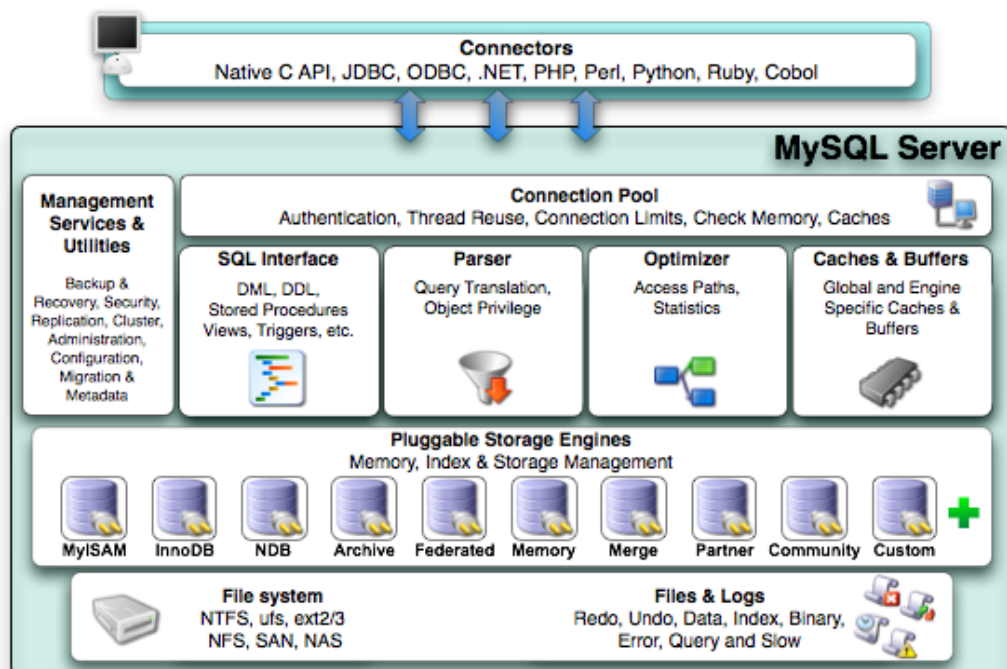 Connectors
Native C API, JDBC, ODBC, .NET, PHP, Perl, Python, Ruby, Cobol
MySQL Server
Management
Services &
Utilities
Backup &
Recovery, Security,
Replication, Cluster,
Administration,
Configuration,
Migration &
Metadata
Connection Pool
Authentication, Thread Reuse, Connection Limits, Check Memory, Caches
SQL Interface
DML, DDL,
Stored Procedures
Views, Triggers, etc.
Parser
Query Translation,
Object Privilege
Optimizer
Access Paths,
Statistics
Caches & Buffers
Global and Engine
Specific Caches &
Buffers
Pluggable Storage Engines
Memory, Index & Storage Management
MyISAM
InnoDB
NDB
Archive
Federated
Memory
Merge
Partner
Community
Custom
File system
NTFS, ufs, ext2/3
NFS, SAN, NAS
Files & Logs
Redo, Undo, Data, Index, Binary,
Error, Query and Slow